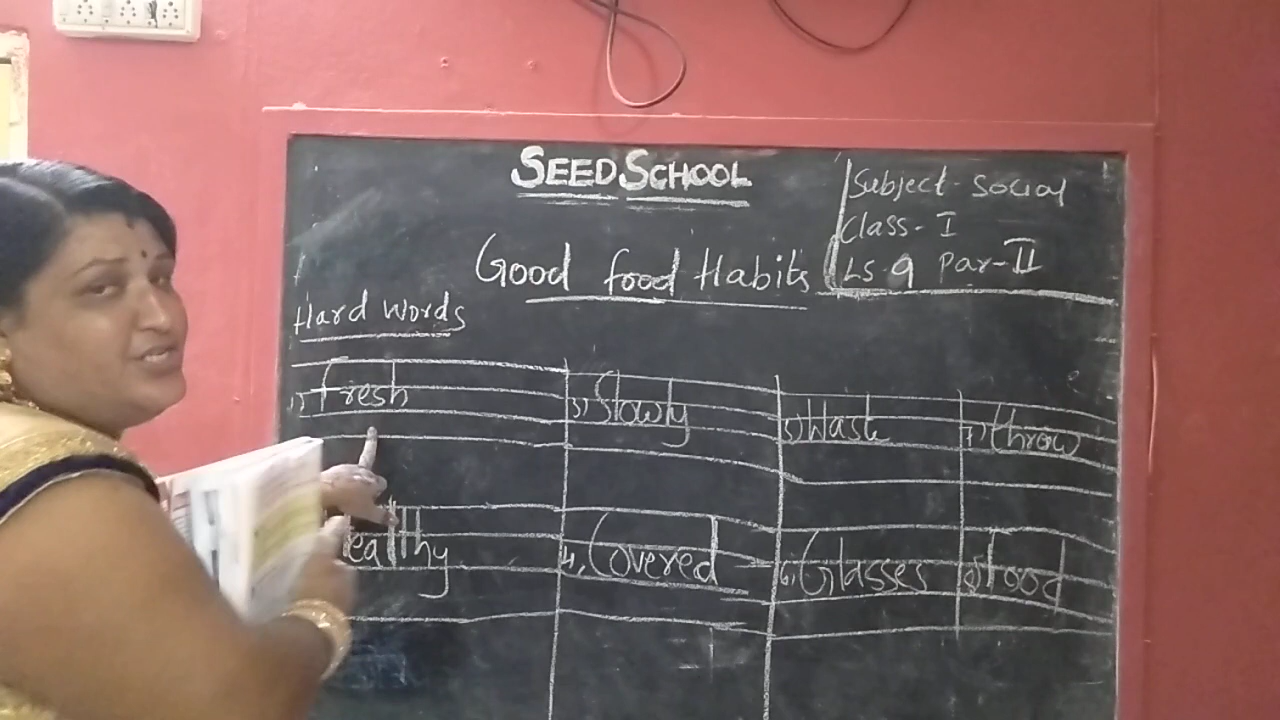 SEED SCHOOL
Subject - Social
Class - I
LS - 9 Par - II
Good food Habits
Hard words
1) Fresh
3) Slowly
5) Waste
7) throw
ealthy
4, Covered
6, Glasses
8) Food